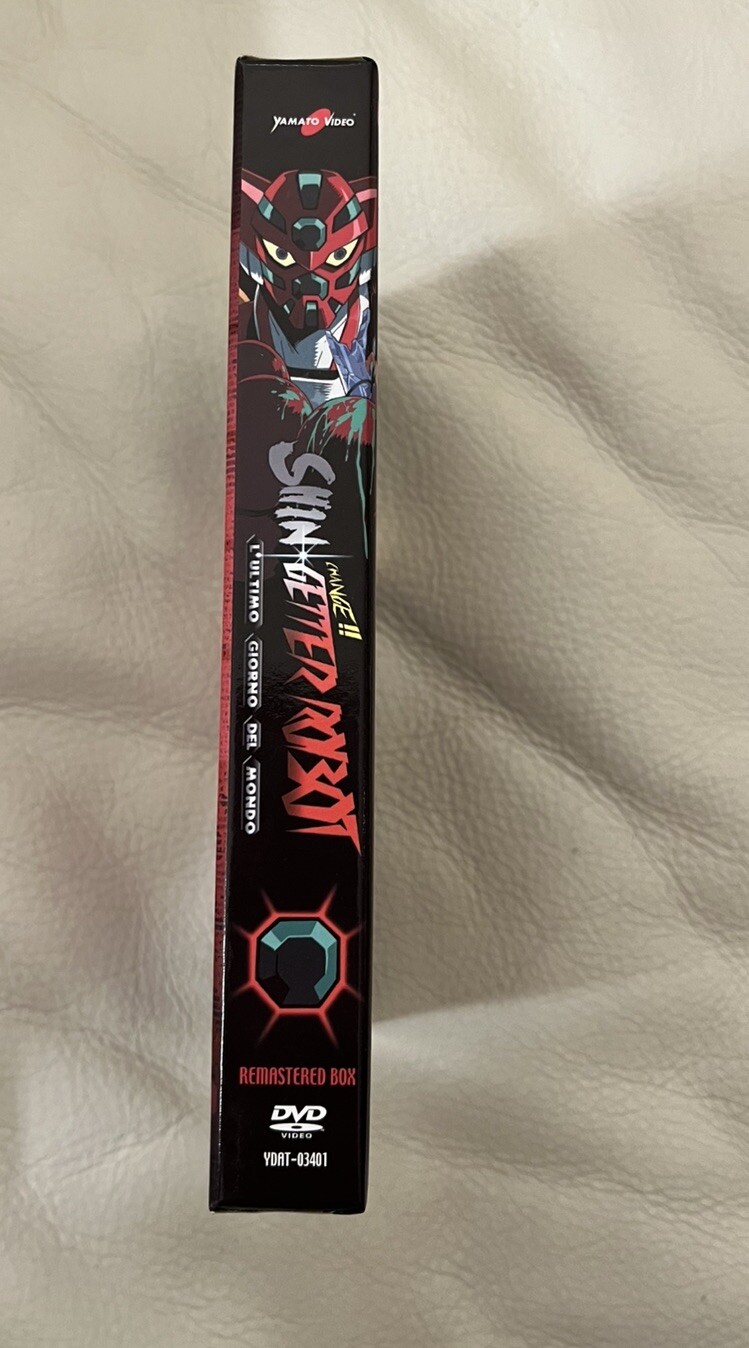 YAMATO VIDEO
CHANGE!!
SHIN GETTER ROBOT
L'ULTIMO GIORNO DEL MONDO
REMASTERED BOX
DVD
VIDEO
YDAT-03401